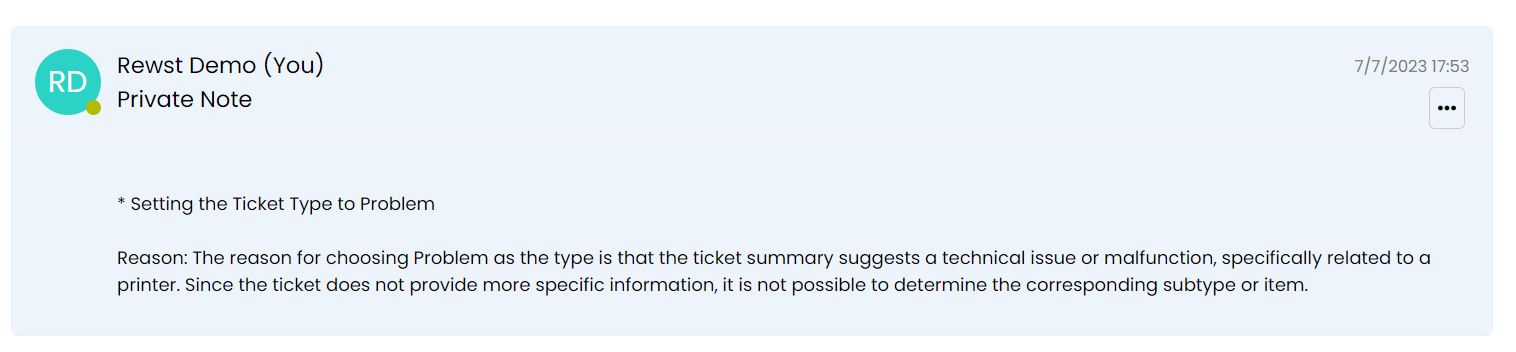 RD
Rewst Demo (You)
7/7/2023 17:53
Private Note
* Setting the Ticket Type to Problem
Reason: The reason for choosing Problem as the type is that the ticket summary suggests a technical issue or malfunction, specifically related to a
printer. Since the ticket does not provide more specific information, it is not possible to determine the corresponding subtype or item.